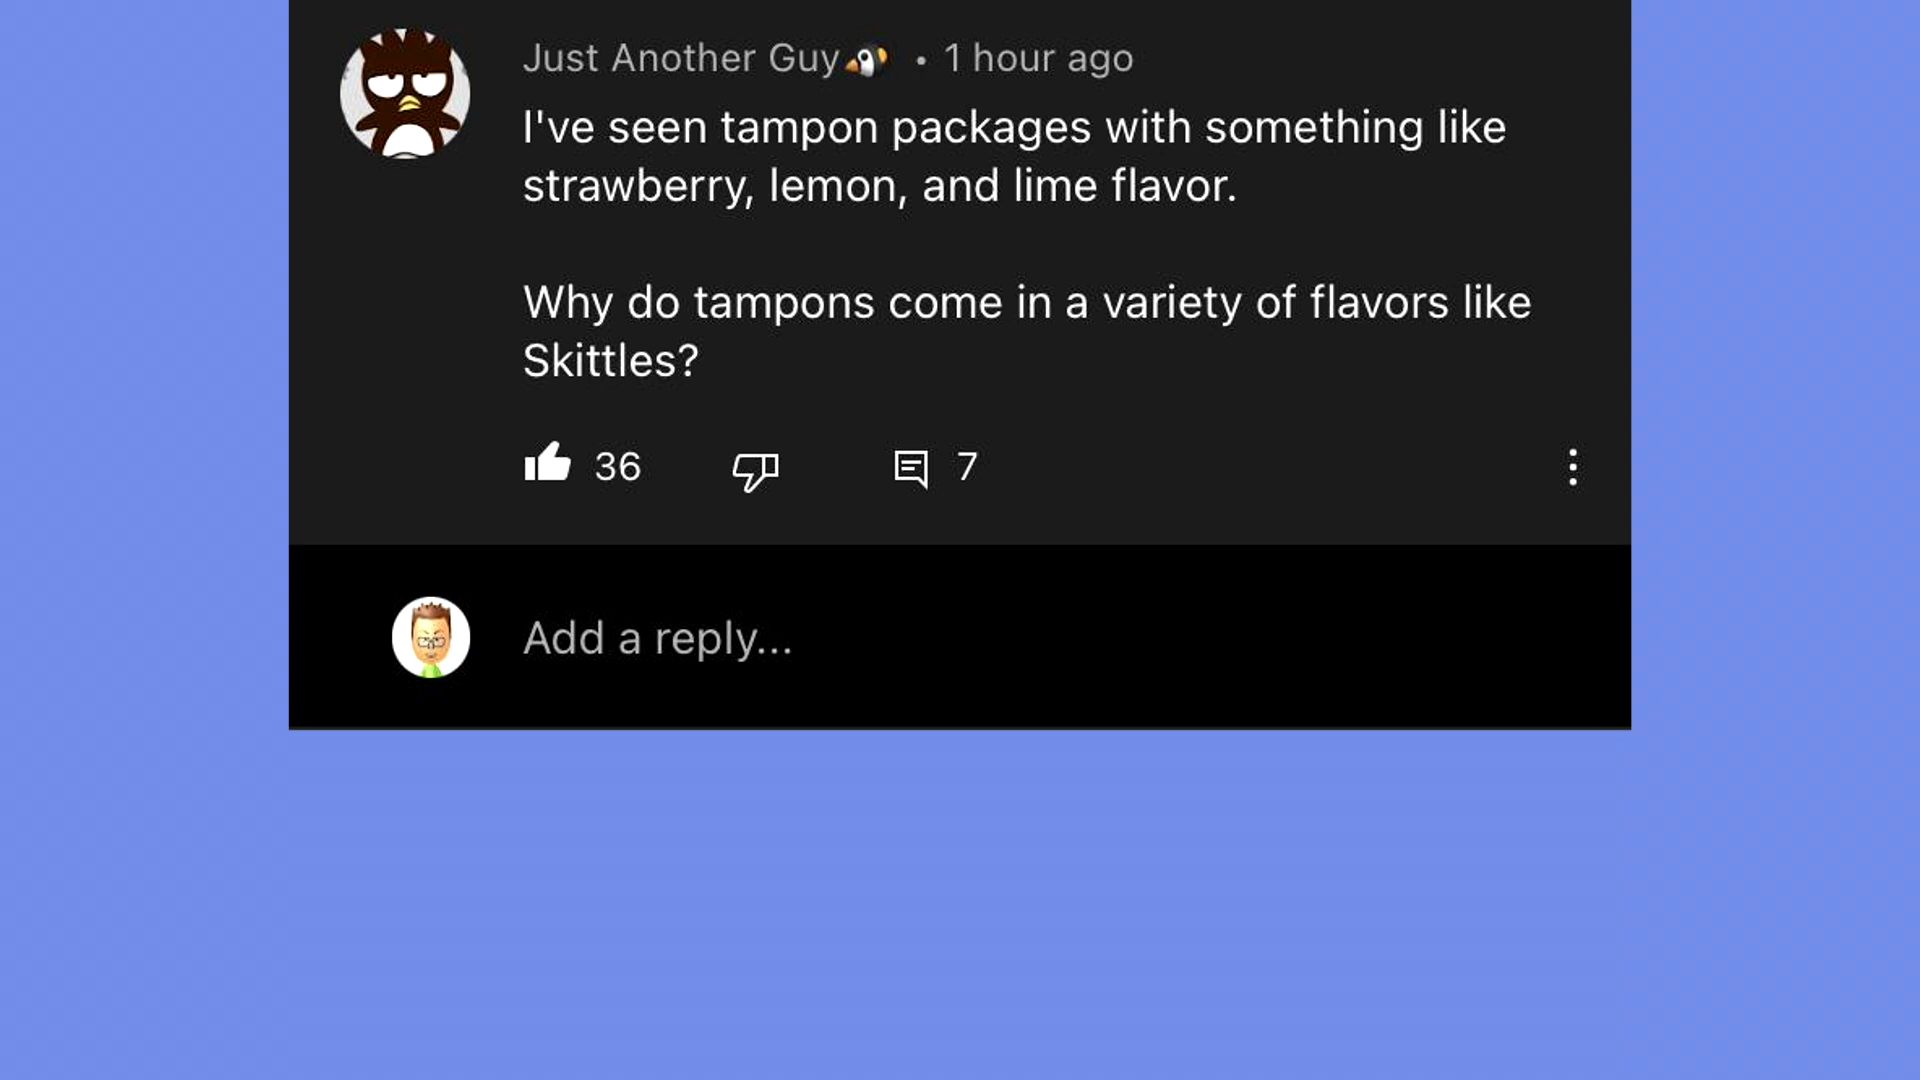 Just Another Guy • 1 hour ago
I've seen tampon packages with something like
strawberry, lemon, and lime flavor.
Why do tampons come in a variety of flavors like
Skittles?
36 7
Add a reply...